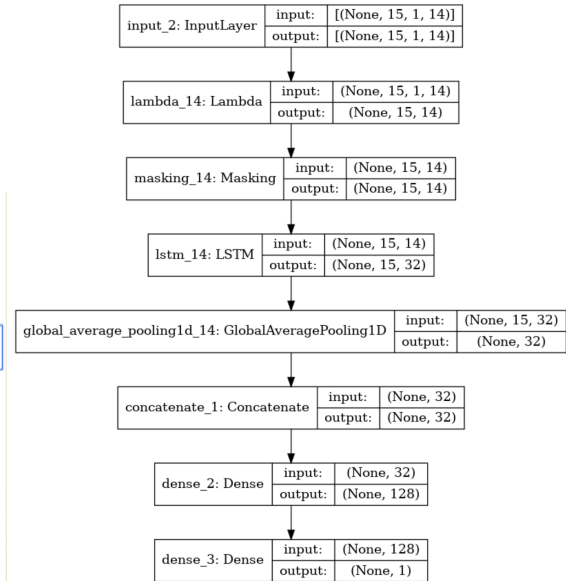 input_2: InputLayer
input: [(None, 15, 1, 14)]
output: [(None, 15, 1, 14)]
lambda_14: Lambda
input: (None, 15, 1, 14)
output: (None, 15, 14)
masking_14: Masking
input: (None, 15, 14)
output: (None, 15, 14)
lstm_14: LSTM
input: (None, 15, 14)
output: (None, 15, 32)
global_average_pooling1d_14: GlobalAveragePooling1D
input: (None, 15, 32)
output: (None, 32)
concatenate_1: Concatenate
input: (None, 32)
output: (None, 32)
dense_2: Dense
input: (None, 32)
output: (None, 128)
dense_3: Dense
input: (None, 128)
output: (None, 1)